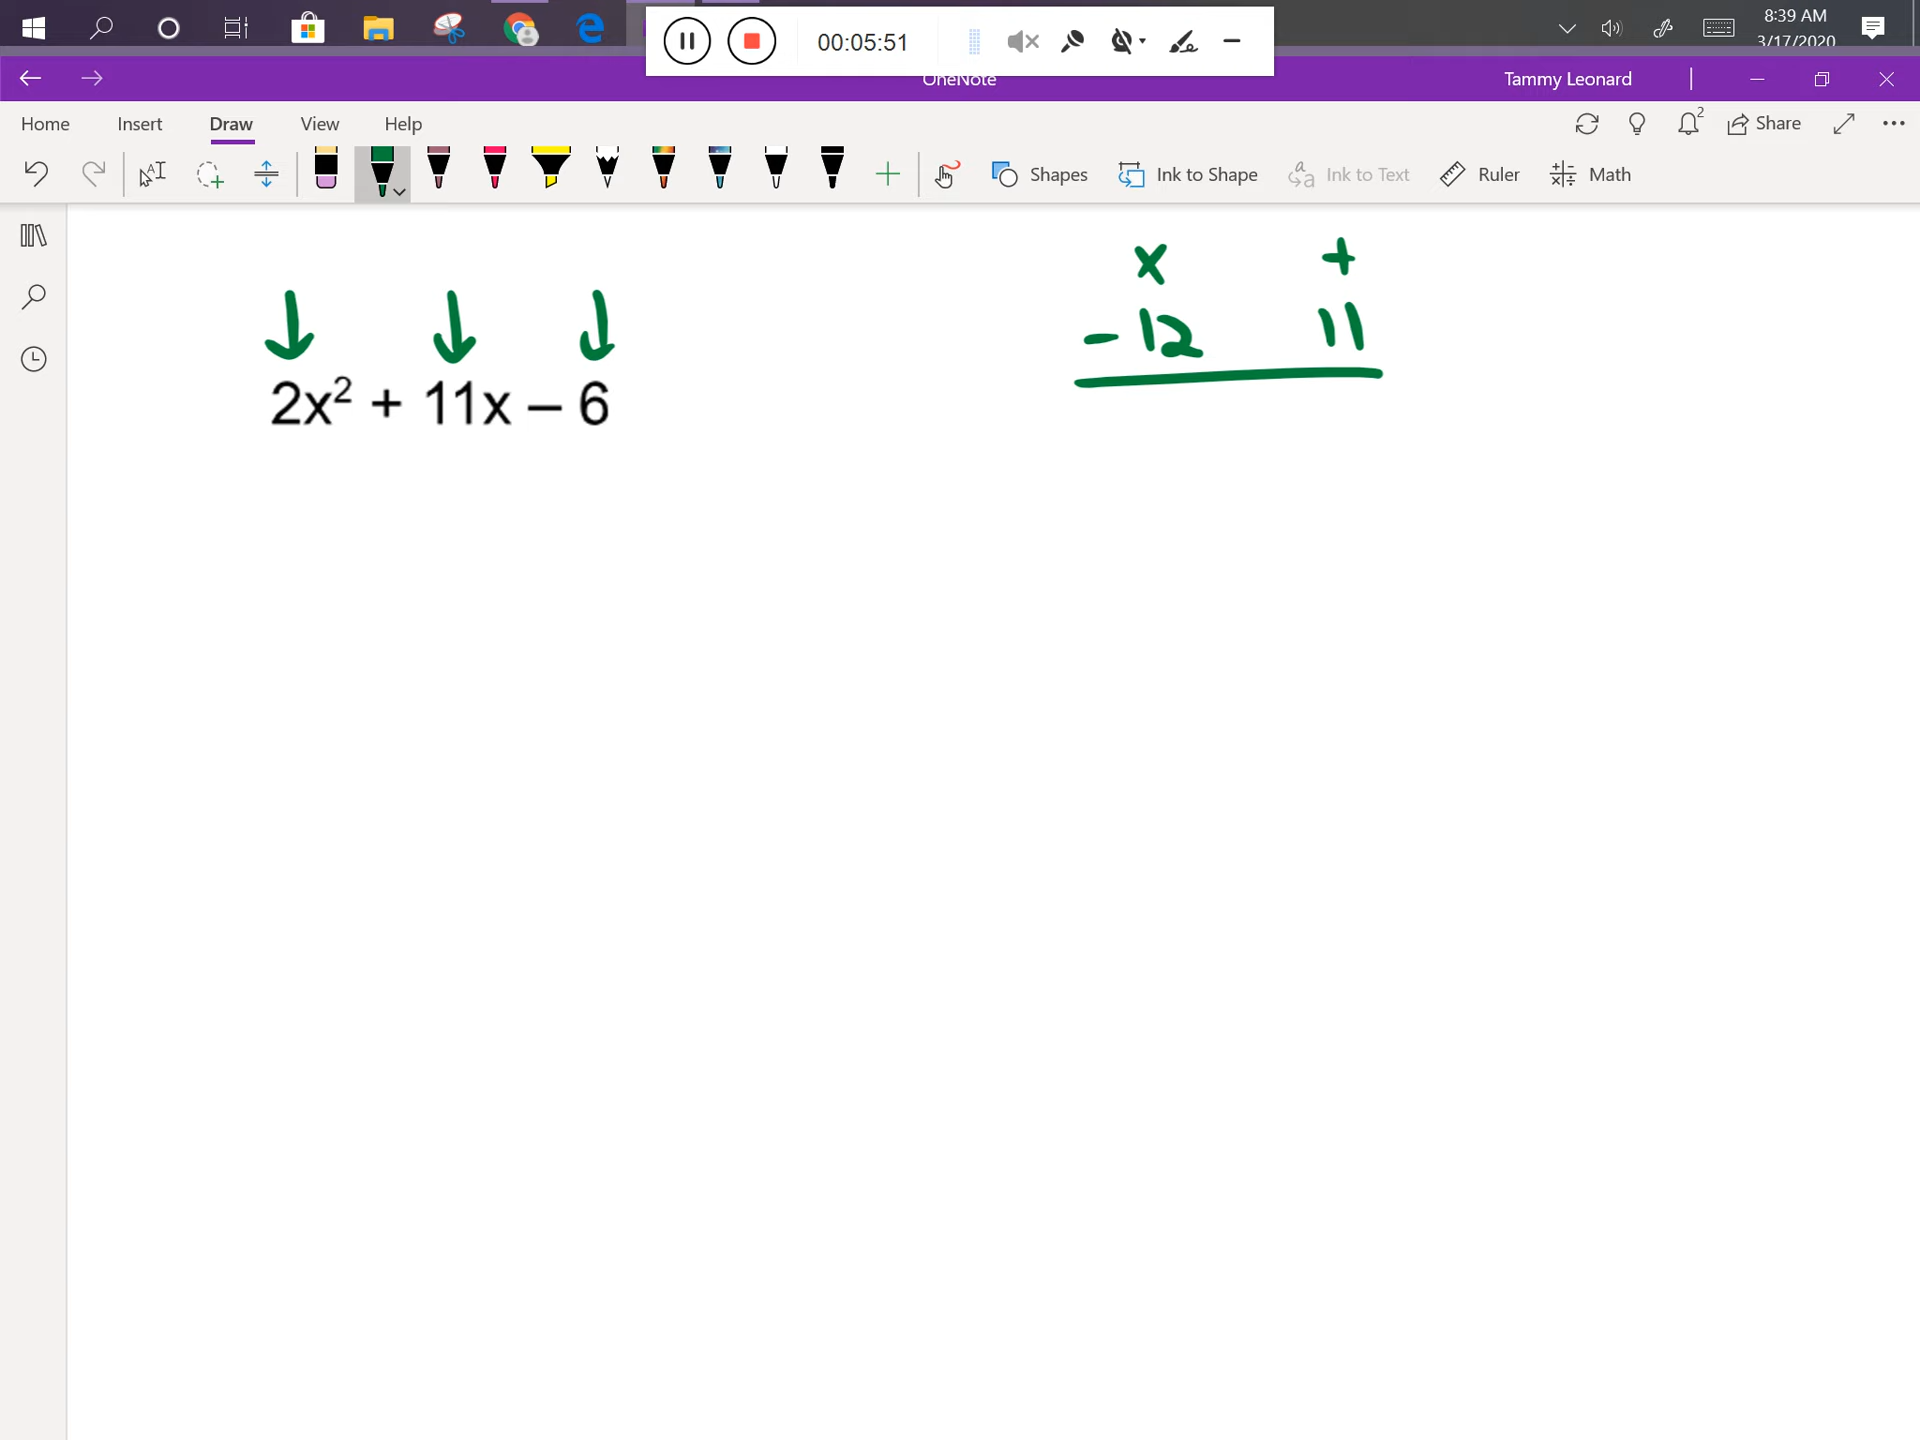 00:05:51
8:39 AM
3/17/2020
OneNote
Tammy Leonard
Home Insert Draw View Help
2 Share
Shapes Ink to Shape Ink to Text Ruler Math
x +
-12 11
2x² + 11x – 6